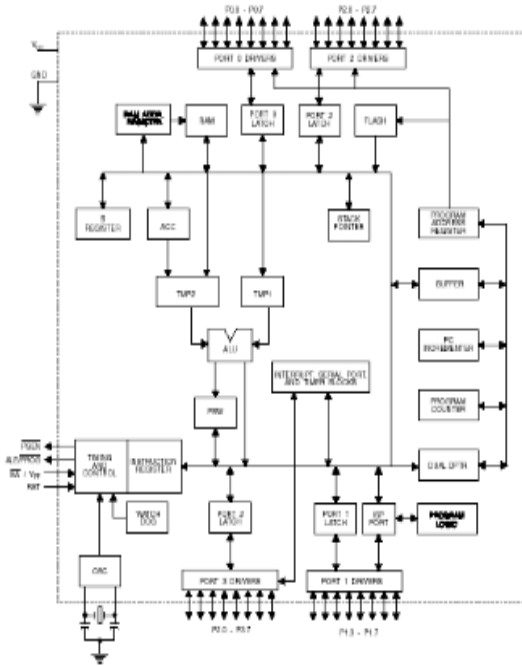 P0.0 - P0.7
P2.0 - P2.7
VCC
GND
PORT 0 DRIVERS
PORT 2 DRIVERS
RAM ADDR.
REGISTER
RAM
PORT 0
LATCH
PORT 2
LATCH
FLASH
B
REGISTER
ACC
STACK
POINTER
PROGRAM
ADDRESS
REGISTER
TMP2
TMP1
BUFFER
ALU
PC
INCREMENTER
INTERRUPT, SERIAL PORT,
AND TIMER BLOCKS
PSW
PROGRAM
COUNTER
PSEN
ALE/PROG
EA / VPP
RST
TIMING
AND
CONTROL
INSTRUCTION
REGISTER
DUAL DPTR
WATCH
DOG
LATCH
PORT 1
LATCH
ISP
PORT
PROGRAM
LOGIC
OSC
PORT 3 DRIVERS
PORT 1 DRIVERS
P3.0 - P3.7
P1.0 - P1.7